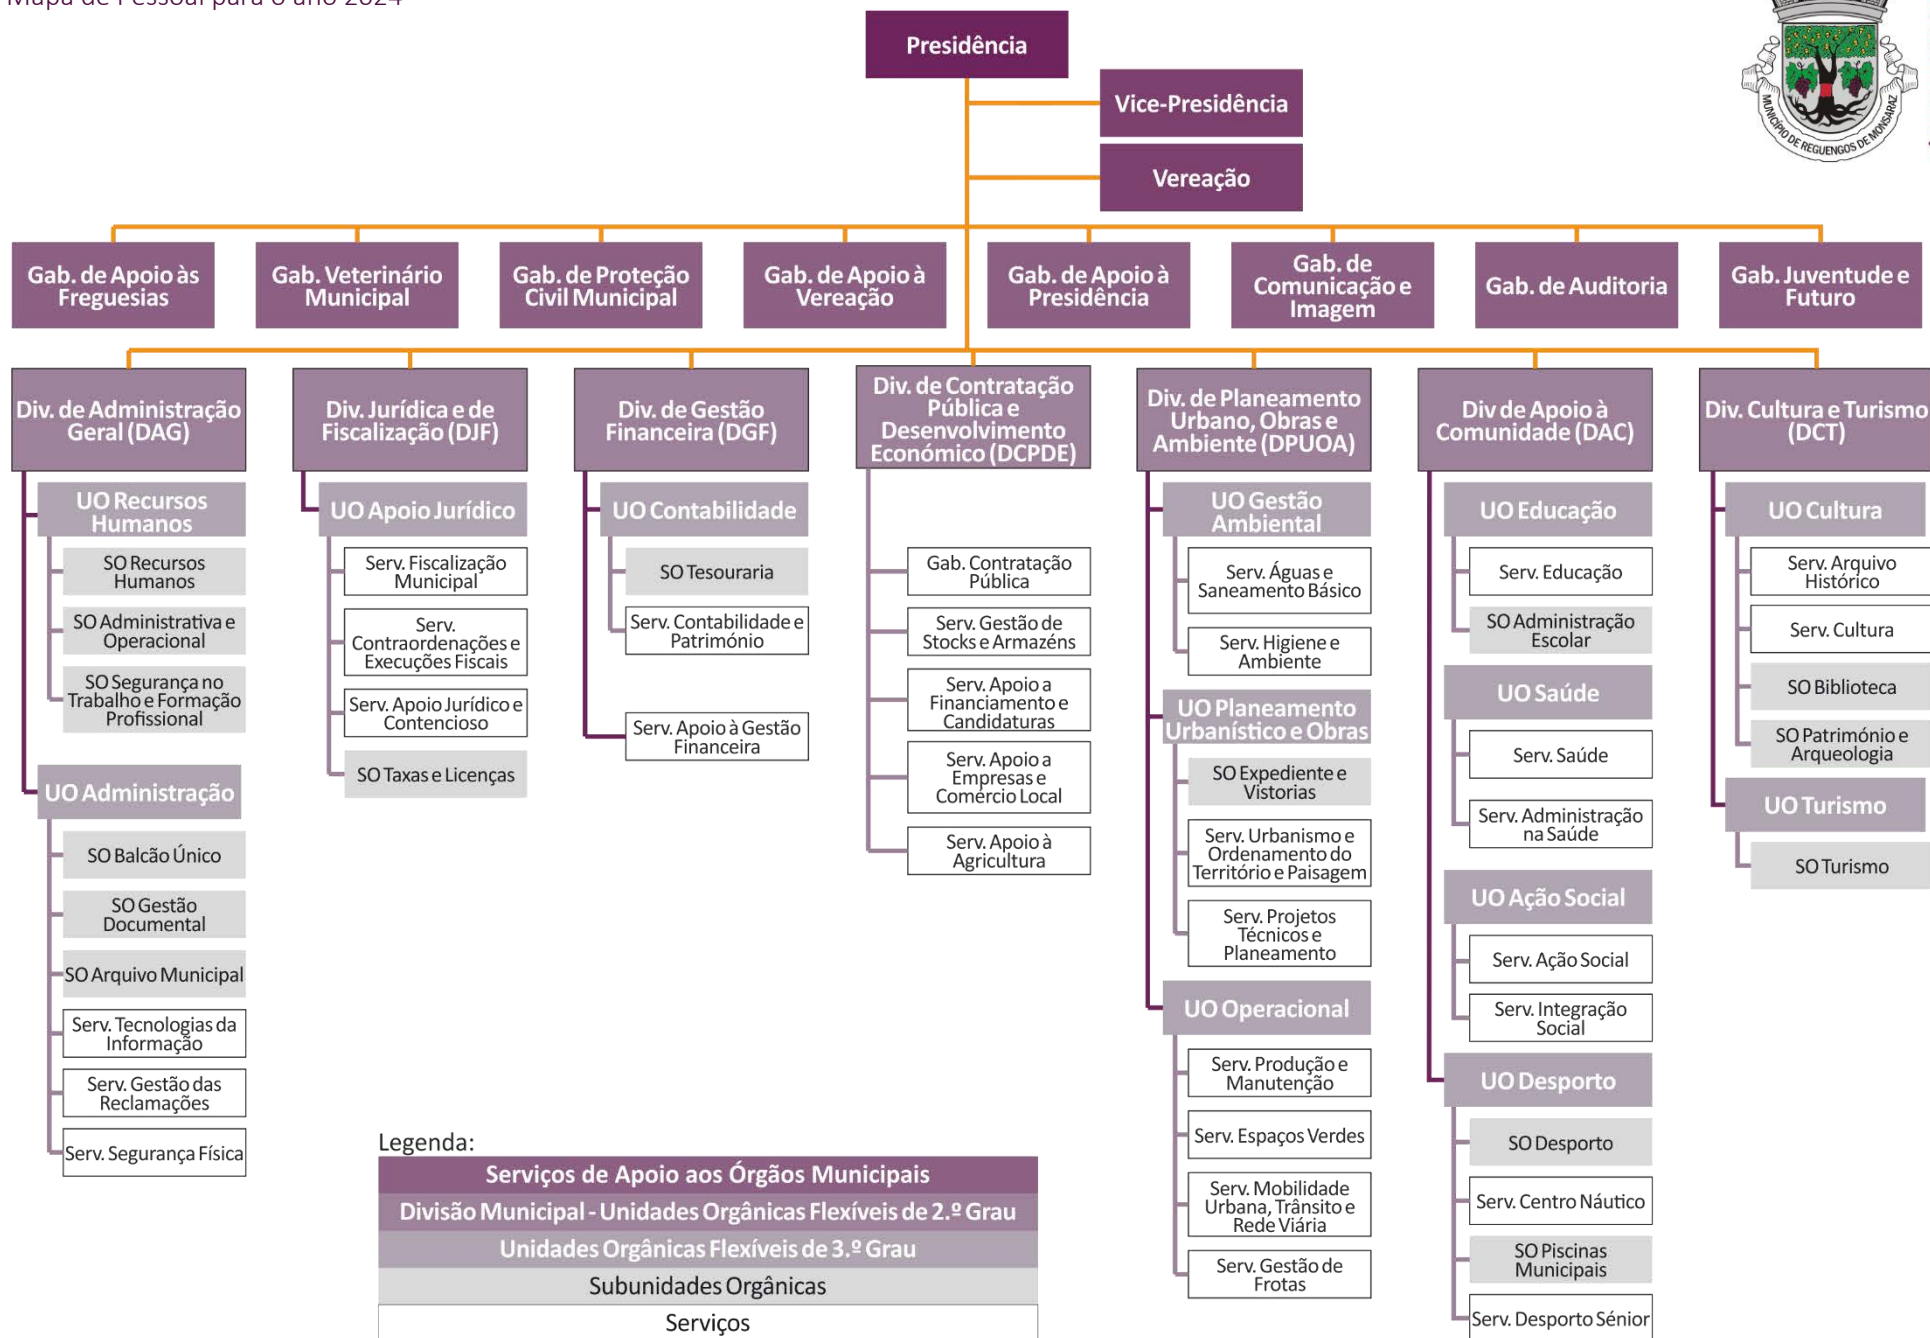 Mapa de Pessoal para o ano 2024
MUNICÍPIO DE REGUENGOS DE MONSARAZ
Presidência
Vice-Presidência
Vereação
Gab. de Apoio às
Freguesias
Gab. Veterinário
Municipal
Gab. de Proteção
Civil Municipal
Gab. de Apoio à
Vereação
Gab. de Apoio à
Presidência
Gab. de
Comunicação e
Imagem
Gab. de Auditoria
Gab. Juventude e
Futuro
Div. de Administração
Geral (DAG)
UO Recursos
Humanos
SO Recursos
Humanos
SO Administrativa e
Operacional
SO Segurança no
Trabalho e Formação
Profissional
UO Administração
SO Balcão Único
SO Gestão
Documental
SO Arquivo Municipal
Serv. Tecnologias da
Informação
Serv. Gestão das
Reclamações
Serv. Segurança Física
Div. Jurídica e de
Fiscalização (DJF)
UO Apoio Jurídico
Serv. Fiscalização
Municipal
Serv.
Contraordenações e
Execuções Fiscais
Serv. Apoio Jurídico e
Contencioso
SO Taxas e Licenças
Div. de Gestão
Financeira (DGF)
UO Contabilidade
SO Tesouraria
Serv. Contabilidade e
Património
Serv. Apoio à Gestão
Financeira
Div. de Contratação
Pública e
Desenvolvimento
Económico (DCPDE)
Gab. Contratação
Pública
Serv. Gestão de
Stocks e Armazéns
Serv. Apoio a
Financiamento e
Candidaturas
Serv. Apoio a
Empresas e
Comércio Local
Serv. Apoio à
Agricultura
Div. de Planeamento
Urbano, Obras e
Ambiente (DPUOA)
UO Gestão
Ambiental
Serv. Águas e
Saneamento Básico
Serv. Higiene e
Ambiente
UO Planeamento
Urbanístico e Obras
SO Expediente e
Vistorias
Serv. Urbanismo e
Ordenamento do
Território e Paisagem
Serv. Projetos
Técnicos e
Planeamento
UO Operacional
Serv. Produção e
Manutenção
Serv. Espaços Verdes
Serv. Mobilidade
Urbana, Trânsito e
Rede Viária
Serv. Gestão de
Frotas
Div de Apoio à
Comunidade (DAC)
UO Educação
Serv. Educação
SO Administração
Escolar
UO Saúde
Serv. Saúde
Serv. Administração
na Saúde
UO Ação Social
Serv. Ação Social
Serv. Integração
Social
UO Desporto
SO Desporto
Serv. Centro Náutico
SO Piscinas
Municipais
Serv. Desporto Sénior
Div. Cultura e Turismo
(DCT)
UO Cultura
Serv. Arquivo
Histórico
Serv. Cultura
SO Biblioteca
SO Património e
Arqueologia
UO Turismo
SO Turismo
Legenda:
Serviços de Apoio aos Órgãos Municipais
Divisão Municipal - Unidades Orgânicas Flexíveis de 2.º Grau
Unidades Orgânicas Flexíveis de 3.º Grau
Subunidades Orgânicas
Serviços